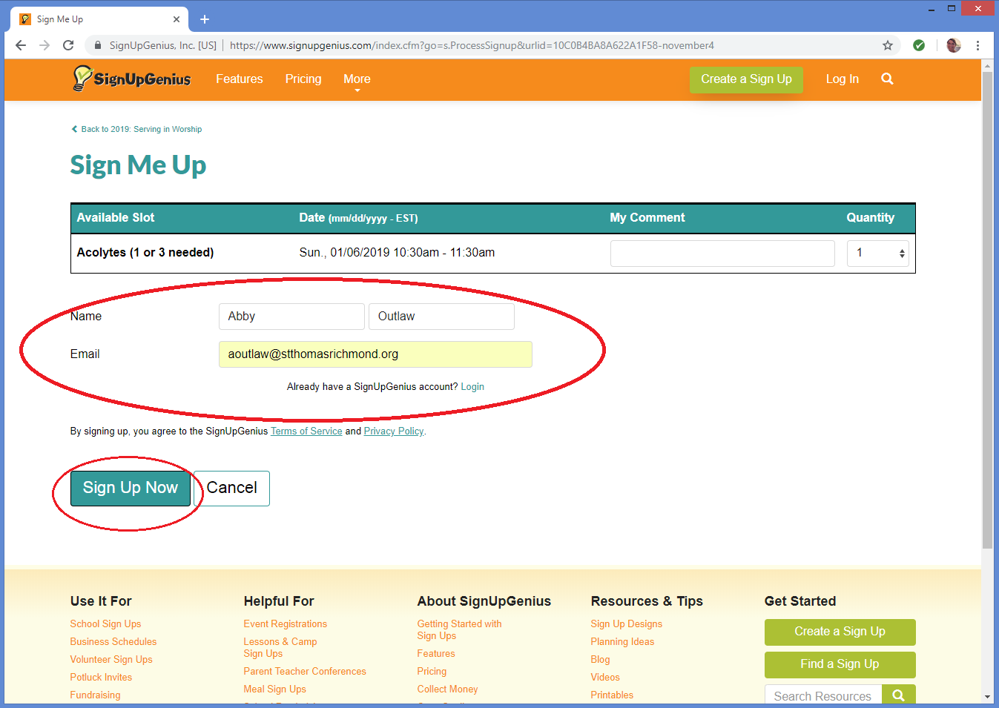 Sign Me Up
SignUpGenius, Inc. [US] | https://www.signupgenius.com/index.cfm?go=s.ProcessSignup&urlid=10C0B4BA8A622A1F58-november4
SignUpGenius Features Pricing More Create a Sign Up Log In
Back to 2019: Serving in Worship
Sign Me Up
Available Slot Date (mm/dd/yyyy - EST) My Comment Quantity
Acolytes (1 or 3 needed) Sun., 01/06/2019 10:30am - 11:30am 1
Name Abby Outlaw
Email aoutlaw@stthomasrichmond.org
Already have a SignUpGenius account? Login
By signing up, you agree to the SignUpGenius Terms of Service and Privacy Policy.
Sign Up Now Cancel
Use It For
School Sign Ups
Business Schedules
Volunteer Sign Ups
Potluck Invites
Fundraising
Helpful For
Event Registrations
Lessons & Camp
Sign Ups
Parent Teacher Conferences
Meal Sign Ups
About SignUpGenius
Getting Started with
Sign Ups
Features
Pricing
Collect Money
Resources & Tips
Sign Up Designs
Planning Ideas
Blog
Videos
Printables
Get Started
Create a Sign Up
Find a Sign Up
Search Resources